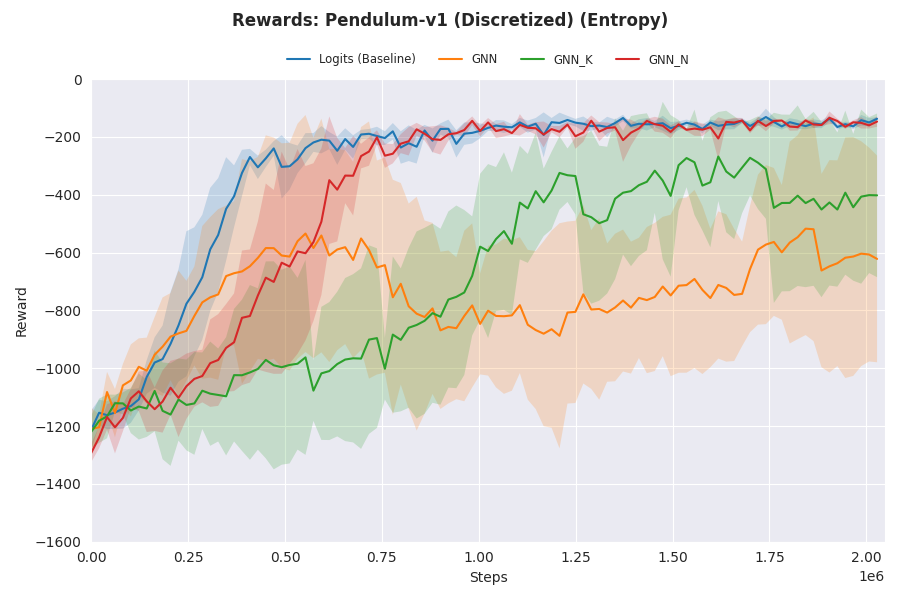 Rewards: Pendulum-v1 (Discretized) (Entropy)
Logits (Baseline) GNN GNN_K GNN_N
0
−200
−400
−600
−800
−1000
−1200
−1400
−1600
Reward
0.00 0.25 0.50 0.75 1.00 1.25 1.50 1.75 2.00
1e6
Steps